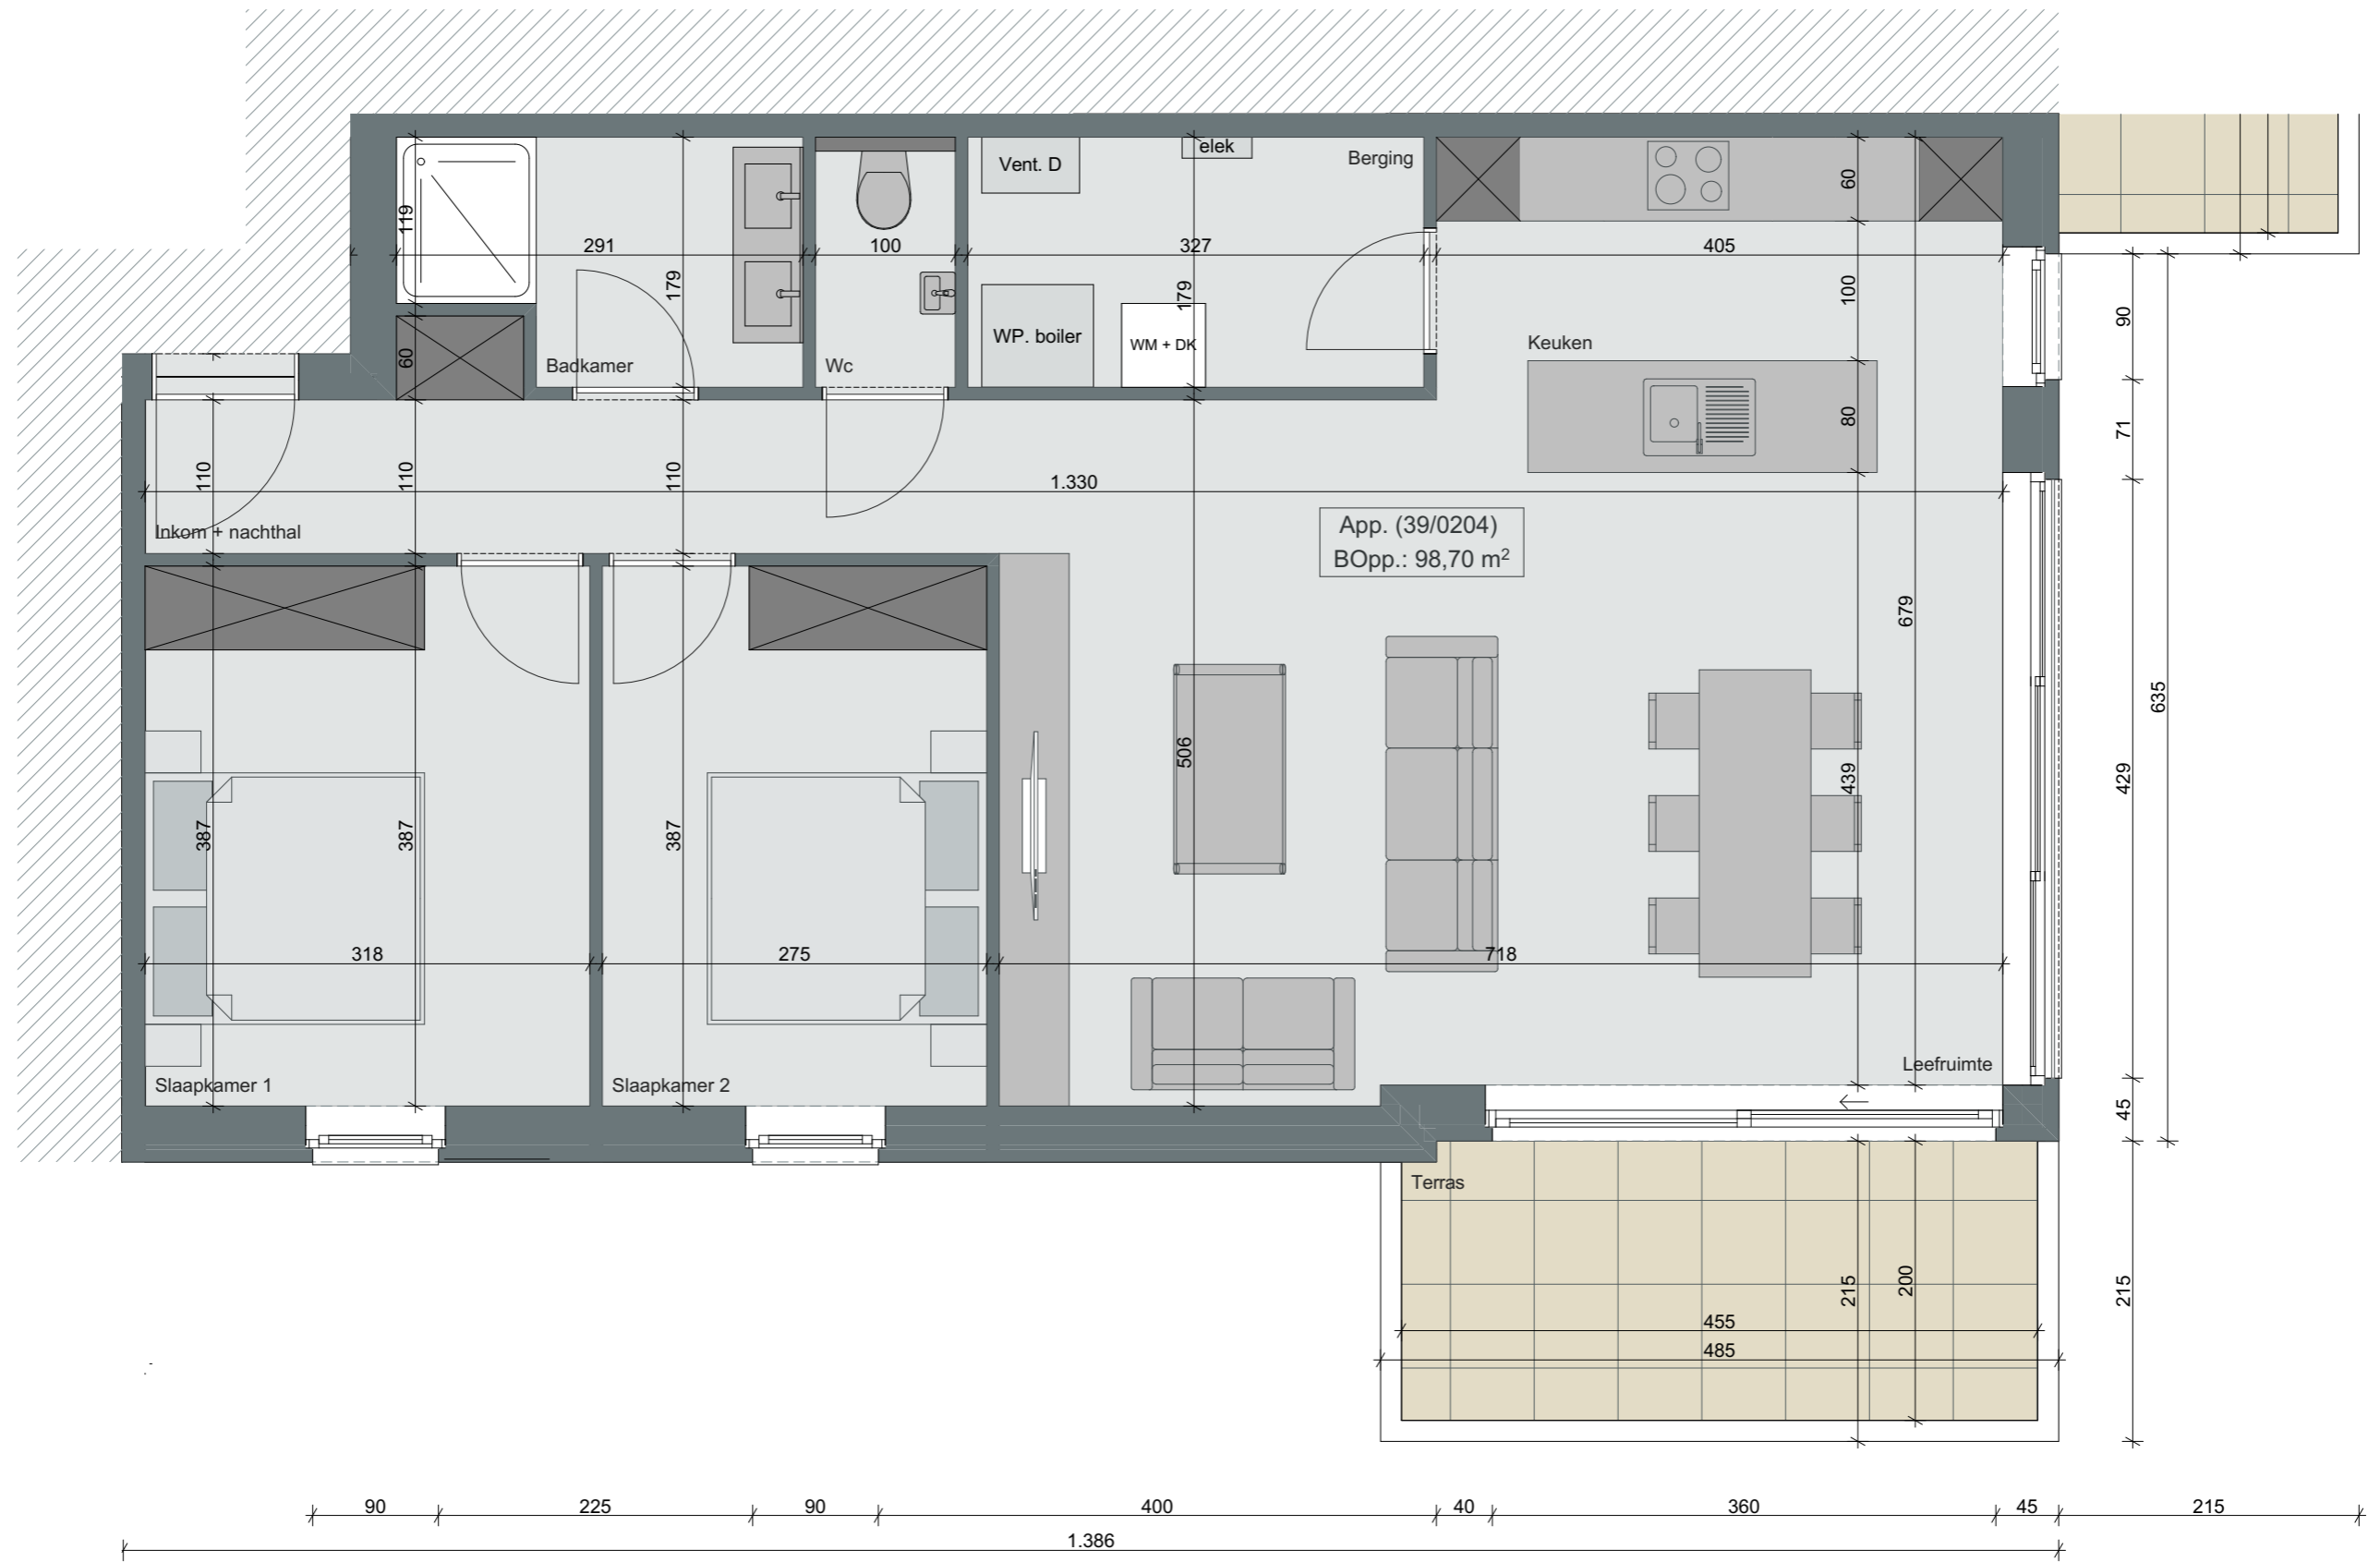 elek
Vent. D
Berging
119
60
291
179
100
327
179
405
100
90
WP. boiler
WM + DK
Keuken
60
Badkamer
Wc
80
71
110
110
110
1.330
Inkom + nachthal
App. (39/0204)
BOpp.: 98,70 m²
679
635
506
439
429
387
387
387
318
275
718
Leefruimte
Slaapkamer 1
Slaapkamer 2
45
Terras
215
200
215
455
485
90
225
90
400
40
360
45
215
1.386